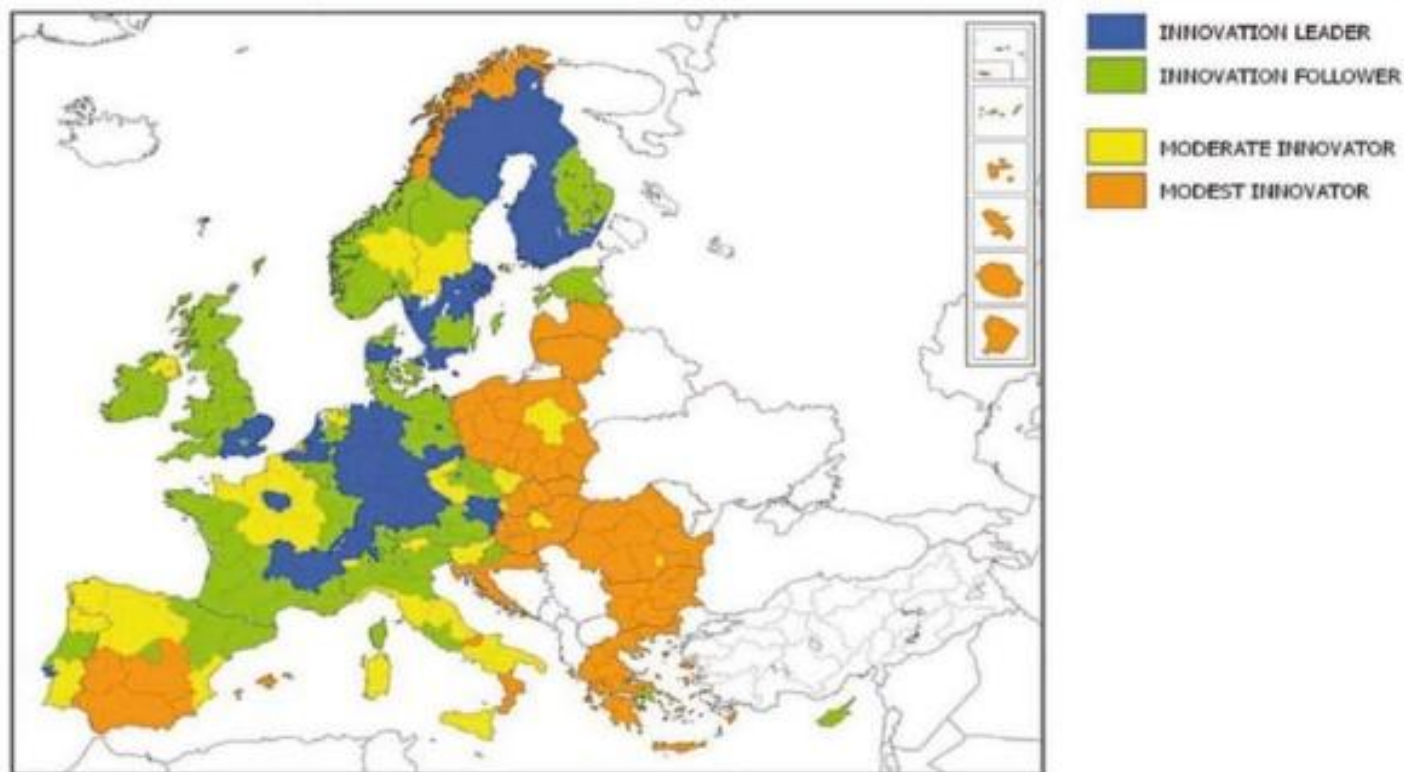 INNOVATION LEADER
INNOVATION FOLLOWER
MODERATE INNOVATOR
MODEST INNOVATOR